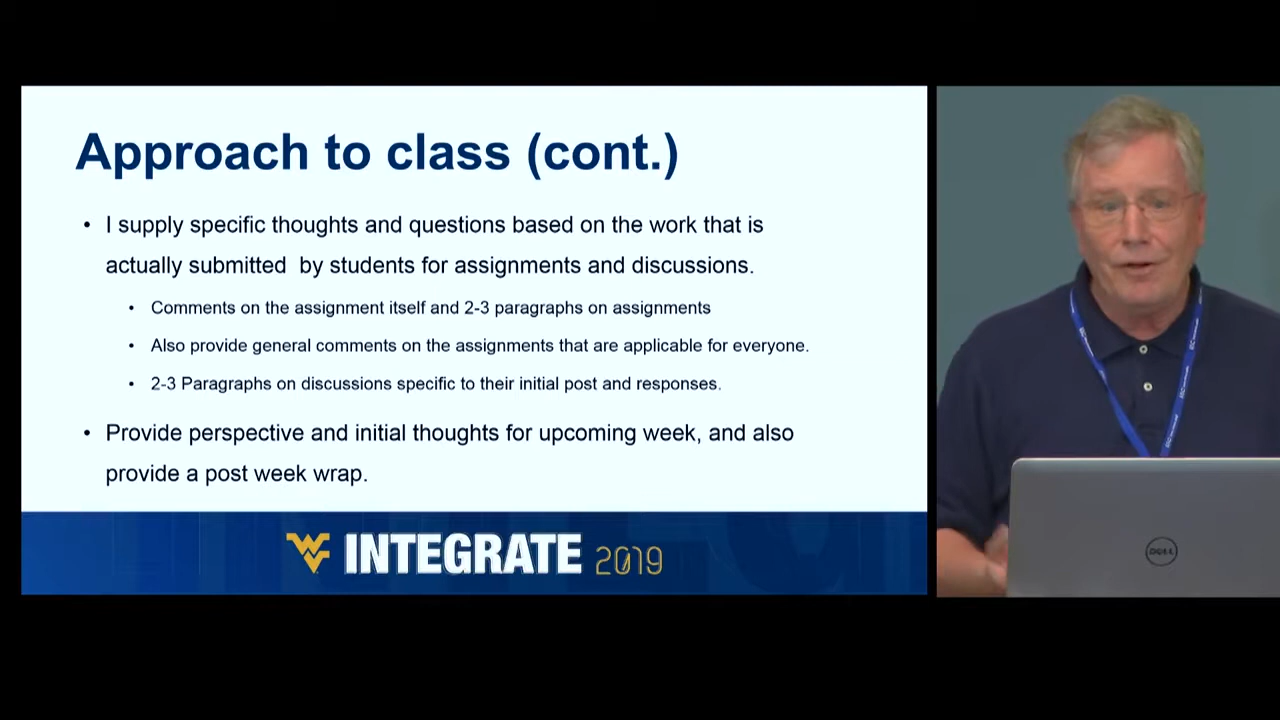 Approach to class (cont.)
• I supply specific thoughts and questions based on the work that is
actually submitted  by students for assignments and discussions.
• Comments on the assignment itself and 2-3 paragraphs on assignments
• Also provide general comments on the assignments that are applicable for everyone.
• 2-3 Paragraphs on discussions specific to their initial post and responses.
• Provide perspective and initial thoughts for upcoming week, and also
provide a post week wrap.
INTEGRATE 2019
DELL